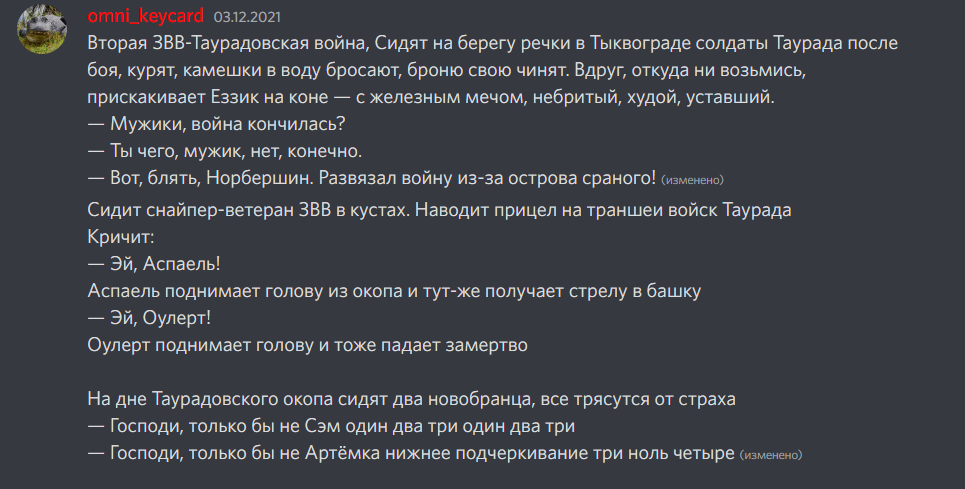 omni_keycard 03.12.2021
Вторая ЗВВ-Таурадовская война, Сидят на берегу речки в Тыквограде солдаты Таурада после
боя, курят, камешки в воду бросают, броню свою чинят. Вдруг, откуда ни возьмись,
прискакивает Еззик на коне — с железным мечом, небритый, худой, уставший.
— Мужики, война кончилась?
— Ты чего, мужик, нет, конечно.
— Вот, блять, Норбершин. Развязал войну из-за острова сраного! (изменено)
Сидит снайпер-ветеран ЗВВ в кустах. Наводит прицел на траншеи войск Таурада
Кричит:
— Эй, Аспаель!
Аспаель поднимает голову из окопа и тут-же получает стрелу в башку
— Эй, Оулерт!
Оулерт поднимает голову и тоже падает замертво
На дне Таурадовского окопа сидят два новобранца, все трясутся от страха
— Господи, только бы не Сэм один два три один два три
— Господи, только бы не Артёмка нижнее подчеркивание три ноль четыре (изменено)